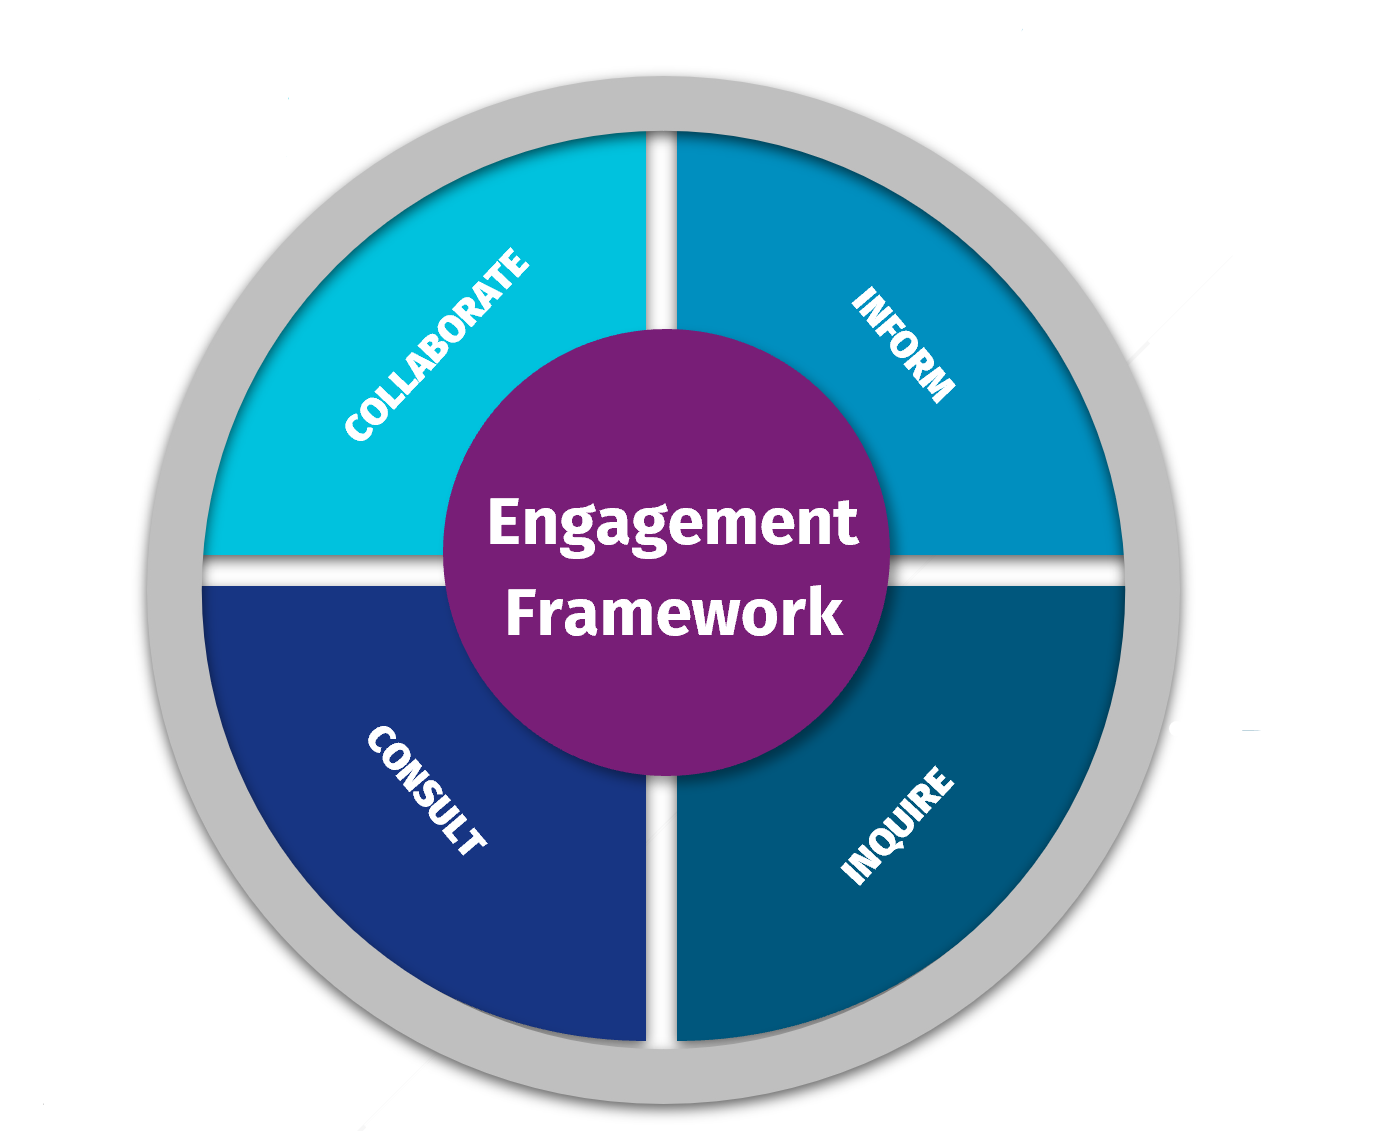 COLLABORATE
INFORM
Engagement
Framework
CONSULT
INQUIRE